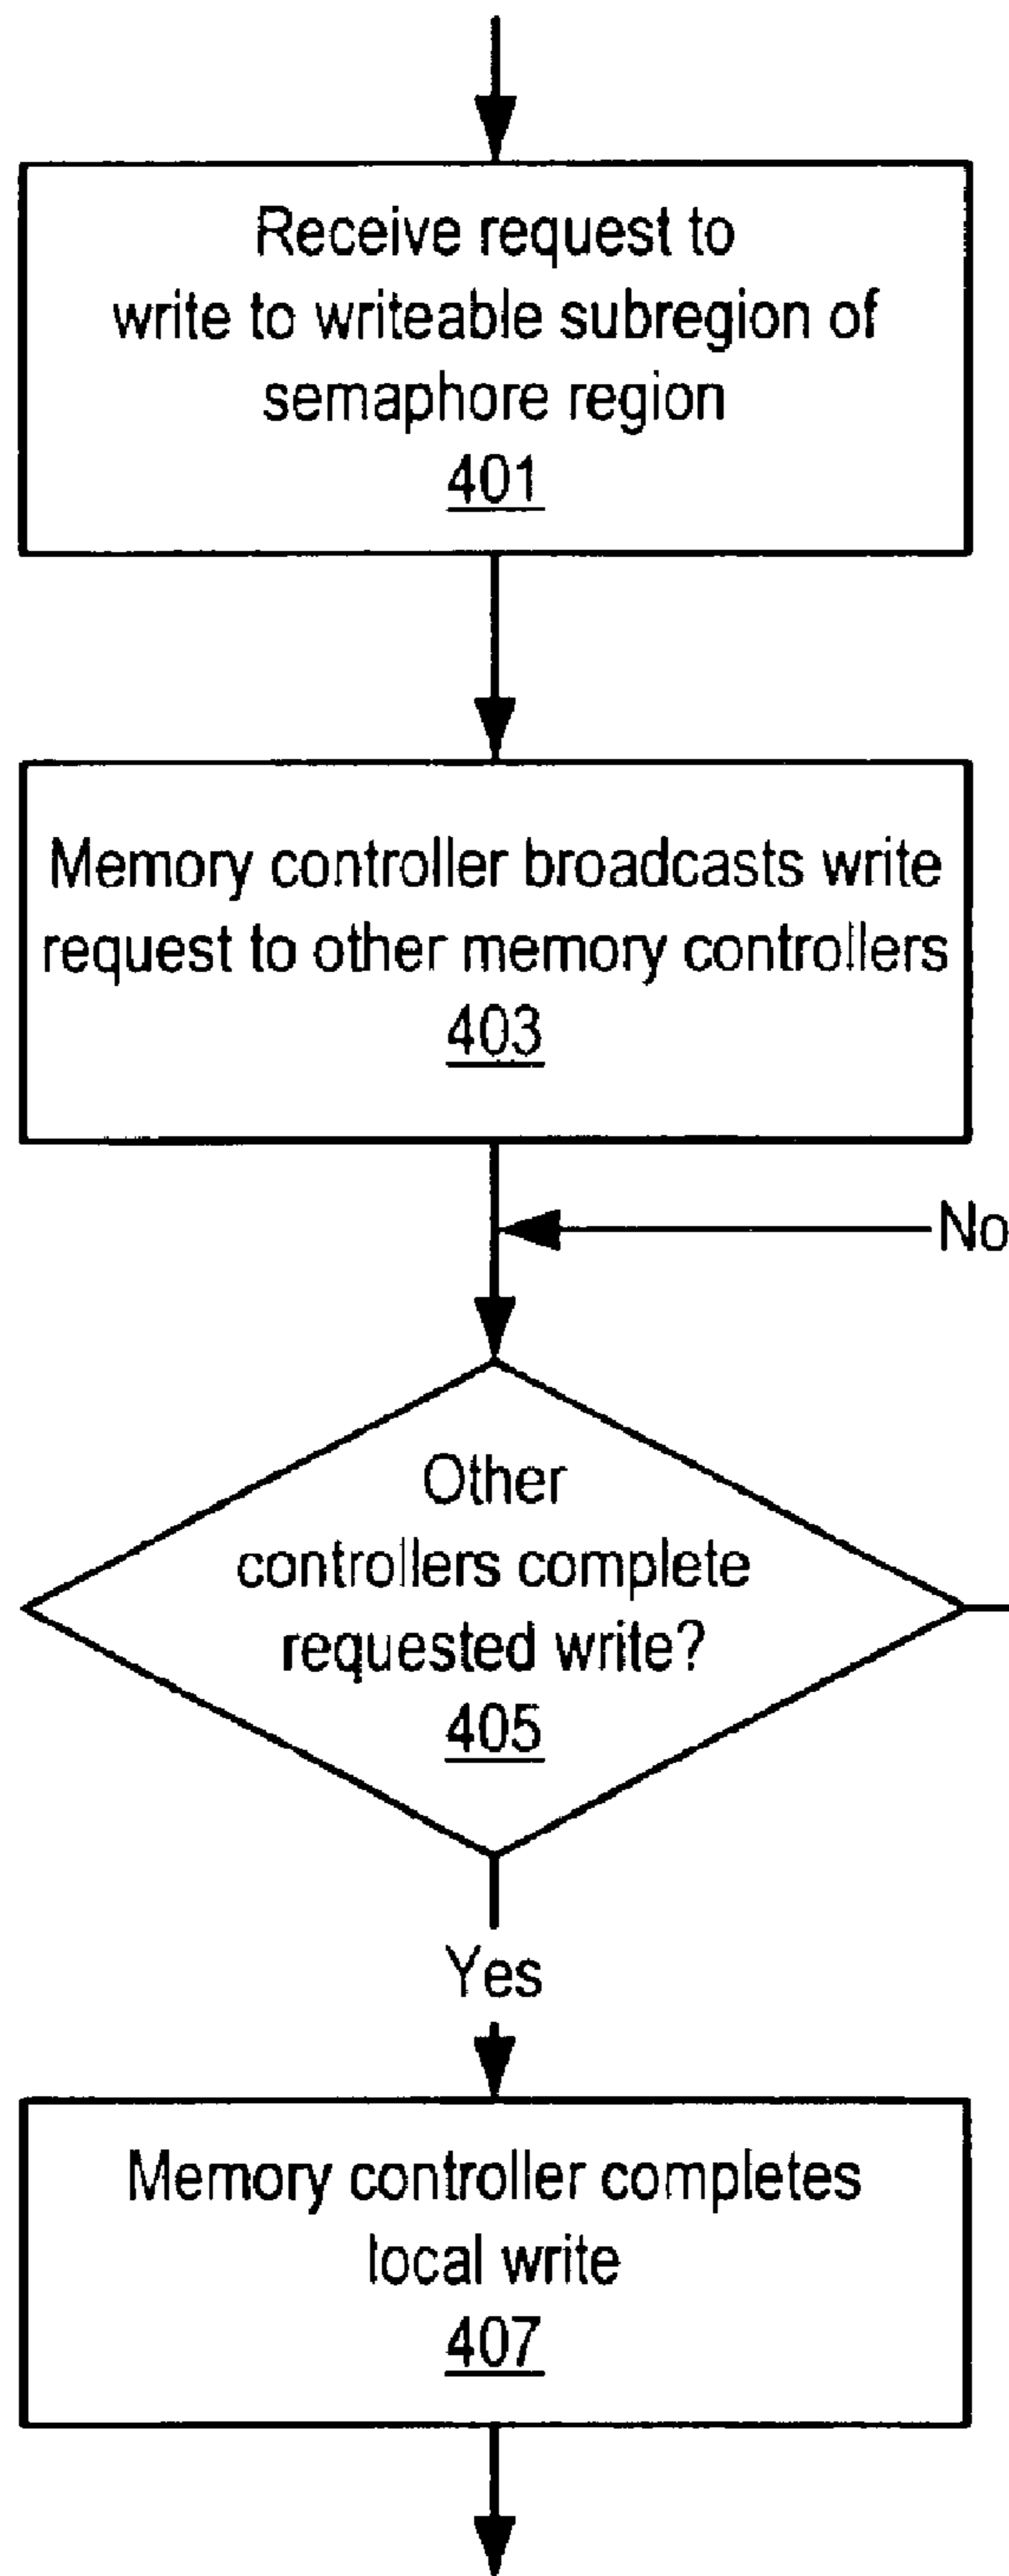 Receive request to
write to writeable subregion of
semaphore region
401
Memory controller broadcasts write
request to other memory controllers
403
No
Other
controllers complete
requested write?
405
Yes
Memory controller completes
local write
407